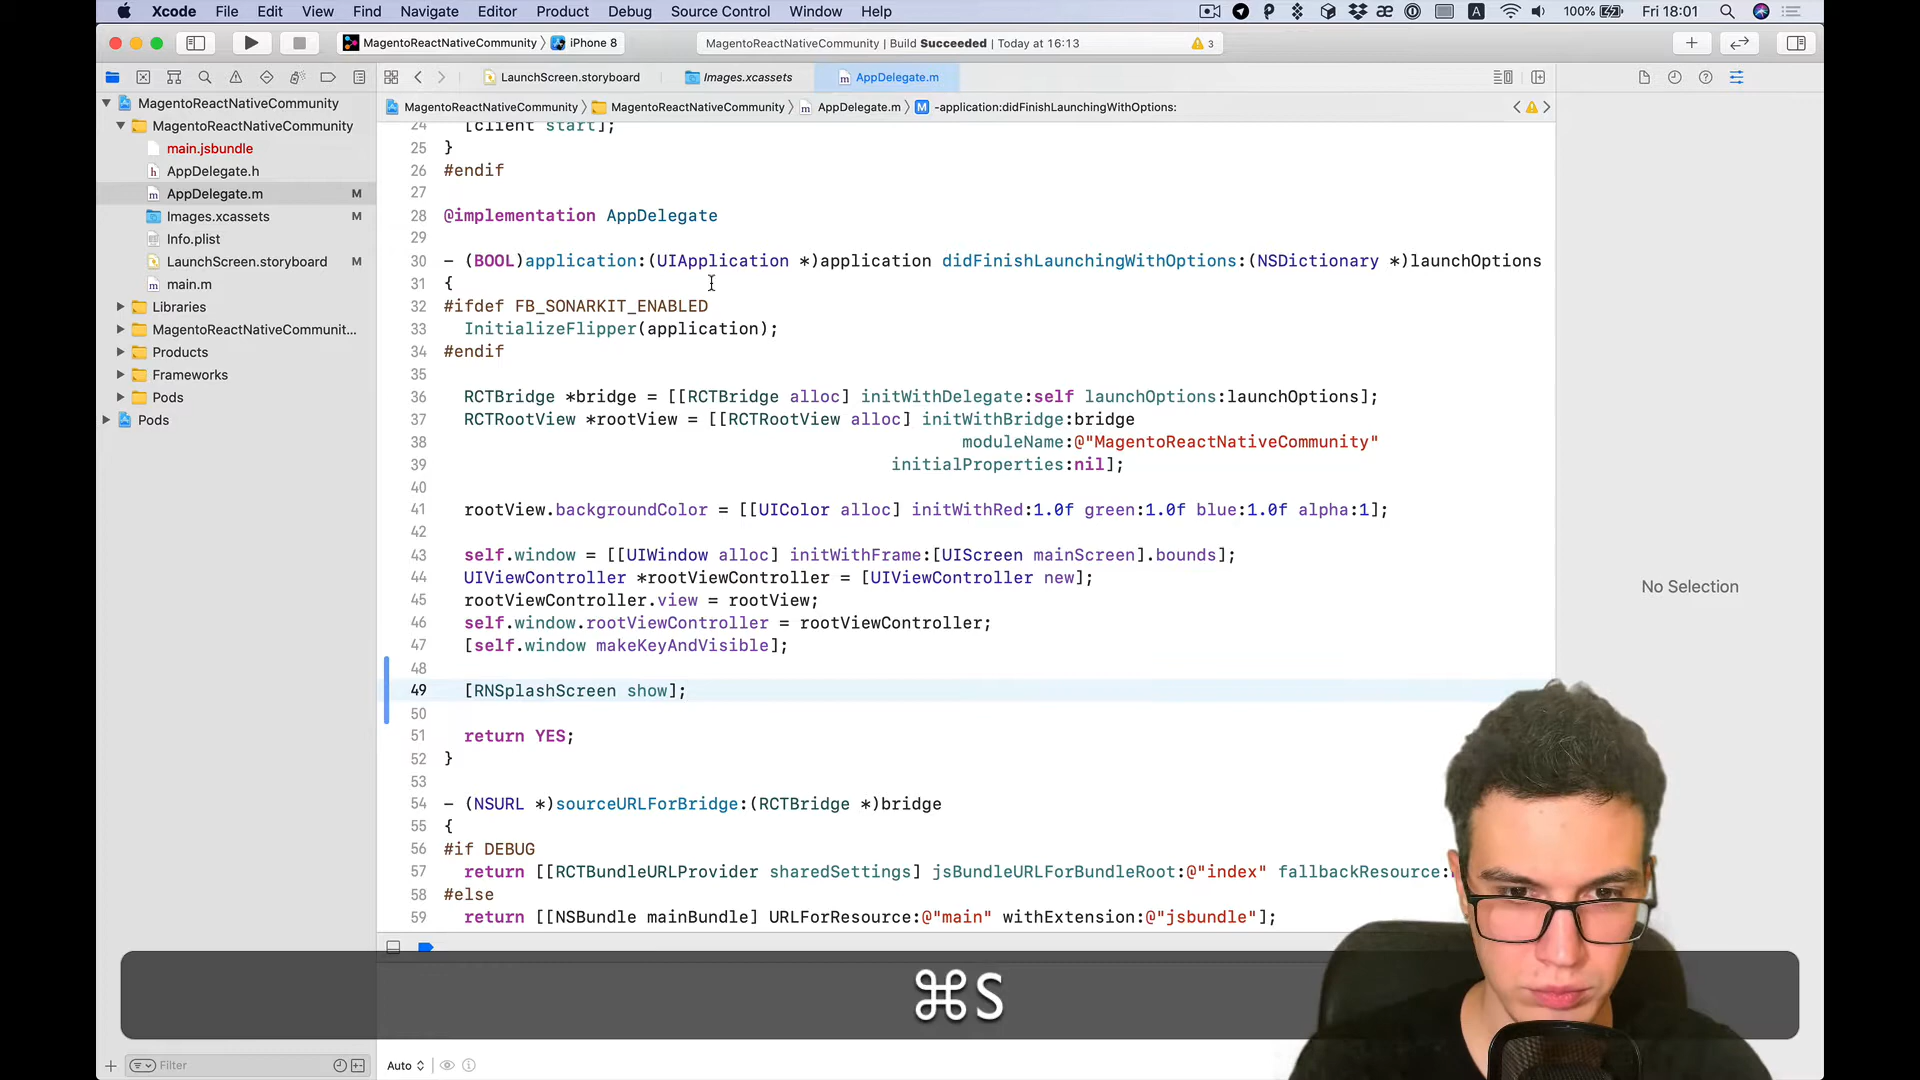 Xcode File Edit View Find Navigate Editor Product Debug Source Control Window Help 100% Fri 18:01
MagentoReactNativeCommunity iPhone 8 MagentoReactNativeCommunity | Build Succeeded | Today at 16:13 3
LaunchScreen.storyboard Images.xcassets AppDelegate.m
MagentoReactNativeCommunity MagentoReactNativeCommunity AppDelegate.m M -application:didFinishLaunchingWithOptions:
MagentoReactNativeCommunity
MagentoReactNativeCommunity
main.jsbundle
h AppDelegate.h
m AppDelegate.m M
Images.xcassets M
Info.plist
LaunchScreen.storyboard M
m main.m
Libraries
MagentoReactNativeCommunit...
Products
Frameworks
Pods
Pods
Filter
24 [client start];
25 }
26 #endif
27
28 @implementation AppDelegate
29
30 - (BOOL)application:(UIApplication *)application didFinishLaunchingWithOptions:(NSDictionary *)launchOptions
31 {
32 #ifdef FB_SONARKIT_ENABLED
33 InitializeFlipper(application);
34 #endif
35
36 RCTBridge *bridge = [[RCTBridge alloc] initWithDelegate:self launchOptions:launchOptions];
37 RCTRootView *rootView = [[RCTRootView alloc] initWithBridge:bridge
38 moduleName:@"MagentoReactNativeCommunity"
39 initialProperties:nil];
40
41 rootView.backgroundColor = [[UIColor alloc] initWithRed:1.0f green:1.0f blue:1.0f alpha:1];
42
43 self.window = [[UIWindow alloc] initWithFrame:[UIScreen mainScreen].bounds];
44 UIViewController *rootViewController = [UIViewController new];
45 rootViewController.view = rootView;
46 self.window.rootViewController = rootViewController;
47 [self.window makeKeyAndVisible];
48
49 [RNSplashScreen show];
50
51 return YES;
52 }
53
54 - (NSURL *)sourceURLForBridge:(RCTBridge *)bridge
55 {
56 #if DEBUG
57 return [[RCTBundleURLProvider sharedSettings] jsBundleURLForBundleRoot:@"index" fallbackResource:
58 #else
59 return [[NSBundle mainBundle] URLForResource:@"main" withExtension:@"jsbundle"];
No Selection
⌘S
Auto